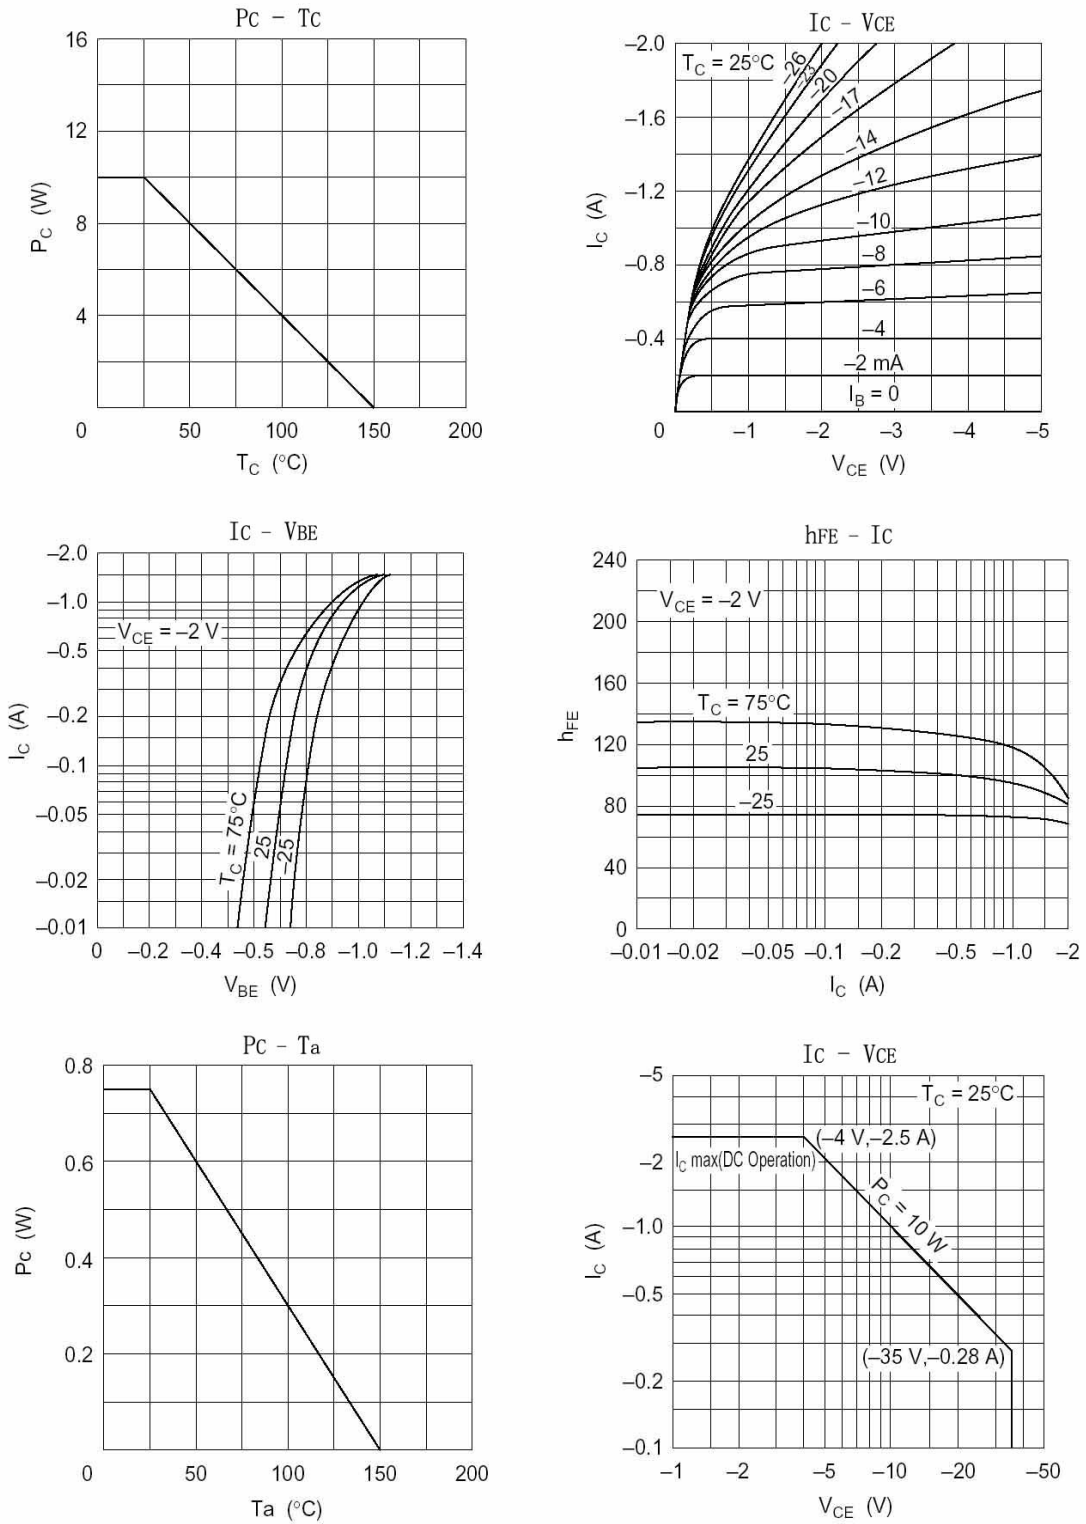 Pc - Tc
16
12
8
4
0 50 100 150 200
PC (W)
TC (°C)
Ic - VCE
TC = 25°C
–2.0
–1.6
–1.2
–0.8
–0.4
0 –1 –2 –3 –4 –5
IC (A)
VCE (V)
–26
–23
–20
–17
–14
–12
–10
–8
–6
–4
–2 mA
IB = 0
Ic - VBE
–2.0
–1.0
–0.5
–0.2
–0.1
–0.05
–0.02
–0.01
0 –0.2 –0.4 –0.6 –0.8 –1.0 –1.2 –1.4
IC (A)
VBE (V)
VCE = –2 V
TC = 75°C
25
–25
hFE - Ic
240
200
160
120
80
40
0
–0.01 –0.02 –0.05 –0.1 –0.2 –0.5 –1.0 –2
hFE
IC (A)
VCE = –2 V
TC = 75°C
25
–25
Pc - Ta
0.8
0.6
0.4
0.2
0 50 100 150 200
Pc (W)
Ta (°C)
Ic - VCE
–5
–2
–1.0
–0.5
–0.2
–0.1
–1 –2 –5 –10 –20 –50
IC (A)
VCE (V)
TC = 25°C
(–4 V,–2.5 A)
IC max(DC Operation)
PC = 10 W
(–35 V,–0.28 A)